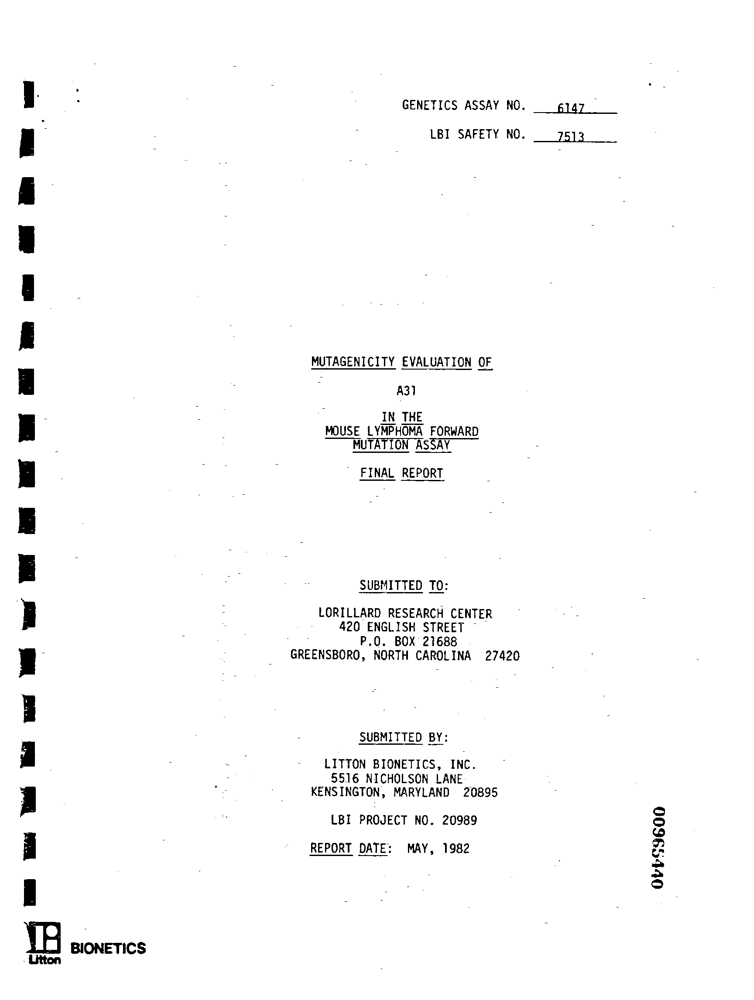 GENETICS ASSAY NO. 6147
LBI SAFETY NO. 7513
MUTAGENICITY EVALUATION OF
A31
IN THE
MOUSE LYMPHOMA FORWARD
MUTATION ASSAY
FINAL REPORT
SUBMITTED TO:
LORILLARD RESEARCH CENTER
420 ENGLISH STREET
P.O. BOX 21688
GREENSBORO, NORTH CAROLINA 27420
SUBMITTED BY:
LITTON BIONETICS, INC.
5516 NICHOLSON LANE
KENSINGTON, MARYLAND 20895
LBI PROJECT NO. 20989
REPORT DATE: MAY, 1982
00965440
BIONETICS
Litton